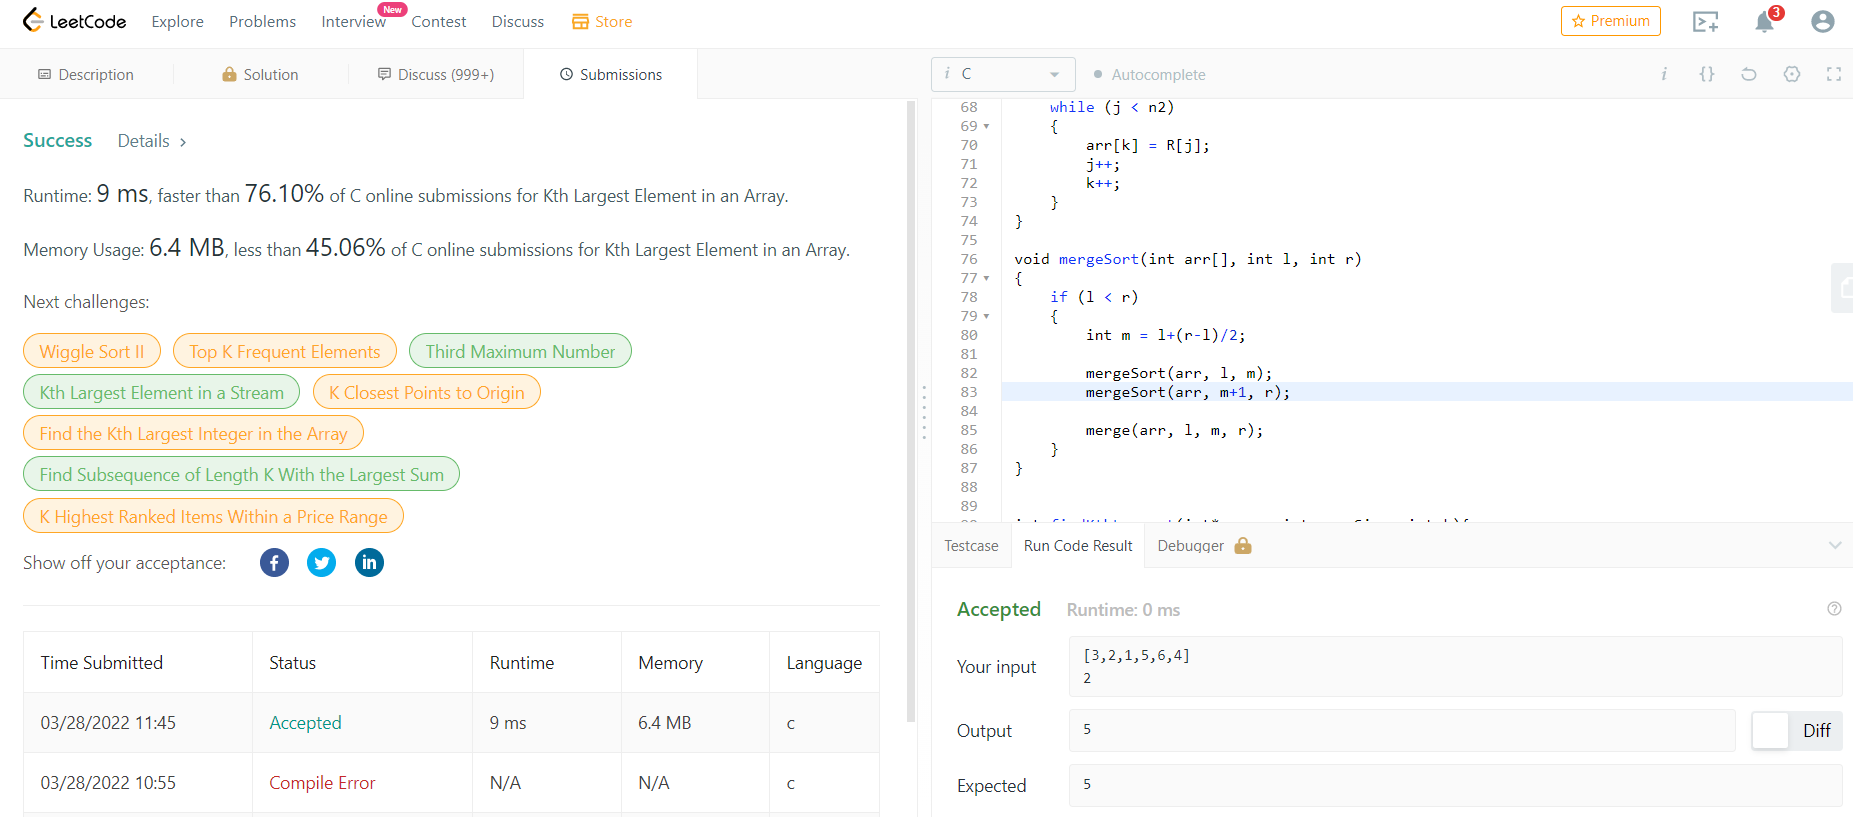 LeetCode Explore Problems Interview New Contest Discuss Store Premium 3
Description Solution Discuss (999+) Submissions
i C Autocomplete i {}
Success Details >
Runtime: 9 ms, faster than 76.10% of C online submissions for Kth Largest Element in an Array.
Memory Usage: 6.4 MB, less than 45.06% of C online submissions for Kth Largest Element in an Array.
Next challenges:
Wiggle Sort II Top K Frequent Elements Third Maximum Number
Kth Largest Element in a Stream K Closest Points to Origin
Find the Kth Largest Integer in the Array
Find Subsequence of Length K With the Largest Sum
K Highest Ranked Items Within a Price Range
Show off your acceptance: f in
Time Submitted Status Runtime Memory Language
03/28/2022 11:45 Accepted 9 ms 6.4 MB c
03/28/2022 10:55 Compile Error N/A N/A c
68 while (j < n2)
69 {
70 arr[k] = R[j];
71 j++;
72 k++;
73 }
74 }
75
76 void mergeSort(int arr[], int l, int r)
77 {
78 if (l < r)
79 {
80 int m = l+(r-l)/2;
81
82 mergeSort(arr, l, m);
83 mergeSort(arr, m+1, r);
84
85 merge(arr, l, m, r);
86 }
87 }
88
89
Testcase Run Code Result Debugger
Accepted Runtime: 0 ms
Your input [3,2,1,5,6,4]
2
Output 5 Diff
Expected 5